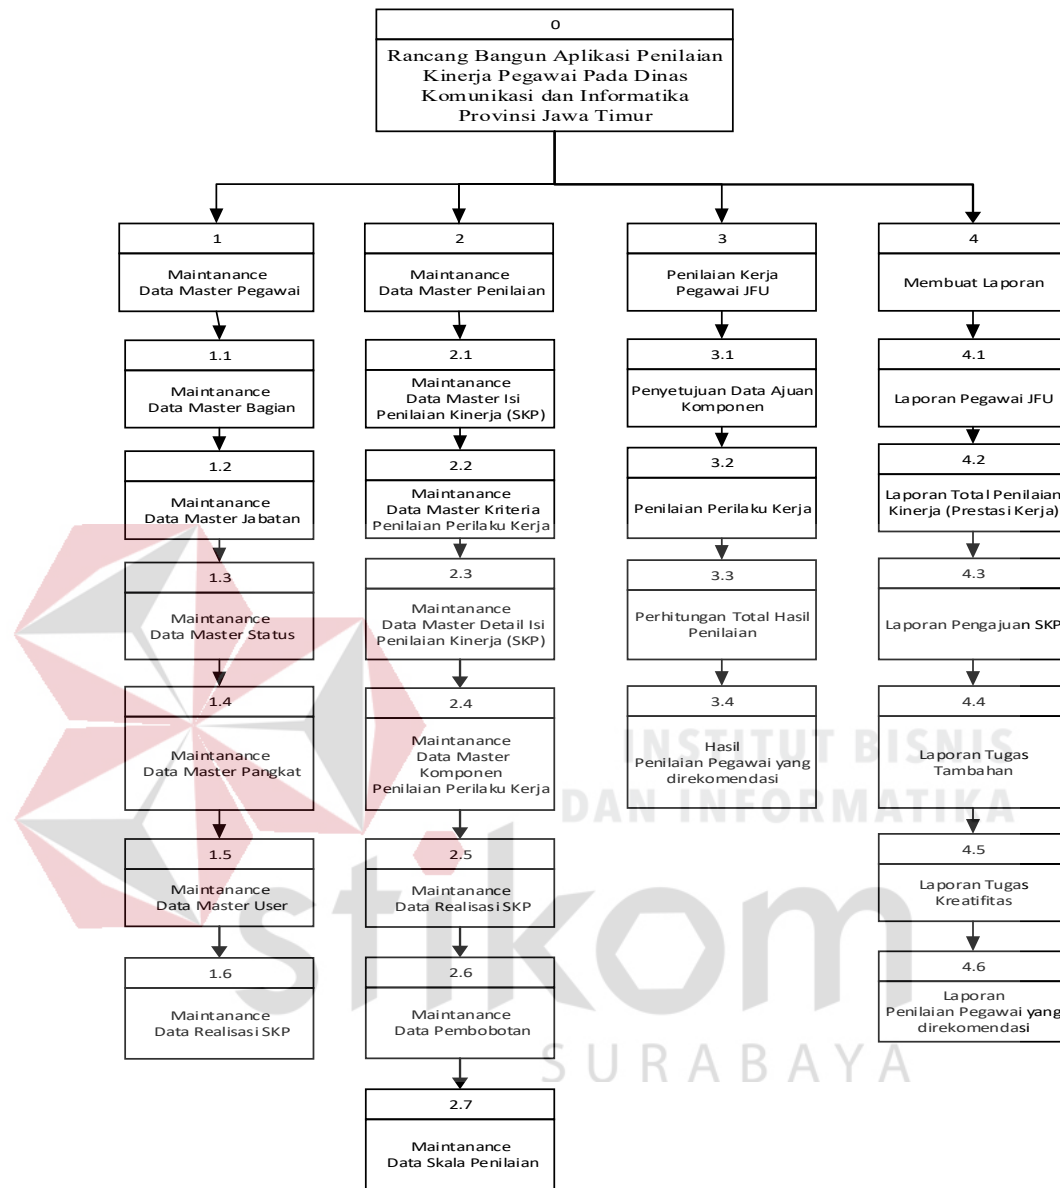 0
Rancang Bangun Aplikasi Penilaian
Kinerja Pegawai Pada Dinas
Komunikasi dan Informatika
Provinsi Jawa Timur
1
Maintanance
Data Master Pegawai
1.1
Maintanance
Data Master Bagian
1.2
Maintanance
Data Master Jabatan
1.3
Maintanance
Data Master Status
1.4
Maintanance
Data Master Pangkat
1.5
Maintanance
Data Master User
1.6
Maintanance
Data Realisasi SKP
2
Maintanance
Data Master Penilaian
2.1
Maintanance
Data Master Isi
Penilaian Kinerja (SKP)
2.2
Maintanance
Data Master Kriteria
Penilaian Perilaku Kerja
2.3
Maintanance
Data Master Detail Isi
Penilaian Kinerja (SKP)
2.4
Maintanance
Data Master
Komponen
Penilaian Perilaku Kerja
2.5
Maintanance
Data Realisasi SKP
2.6
Maintanance
Data Pembobotan
2.7
Maintanance
Data Skala Penilaian
3
Penilaian Kerja
Pegawai JFU
3.1
Penyetujuan Data Ajuan
Komponen
3.2
Penilaian Perilaku Kerja
3.3
Perhitungan Total Hasil
Penilaian
3.4
Hasil
Penilaian Pegawai yang
direkomendasi
4
Membuat Laporan
4.1
Laporan Pegawai JFU
4.2
Laporan Total Penilaian
Kinerja (Prestasi Kerja)
4.3
Laporan Pengajuan SKP
4.4
Laporan Tugas
Tambahan
4.5
Laporan Tugas
Kreatifitas
4.6
Laporan
Penilaian Pegawai yang
direkomendasi
INSTITUT BISNIS
DAN INFORMATIKA
stikom
SURABAYA